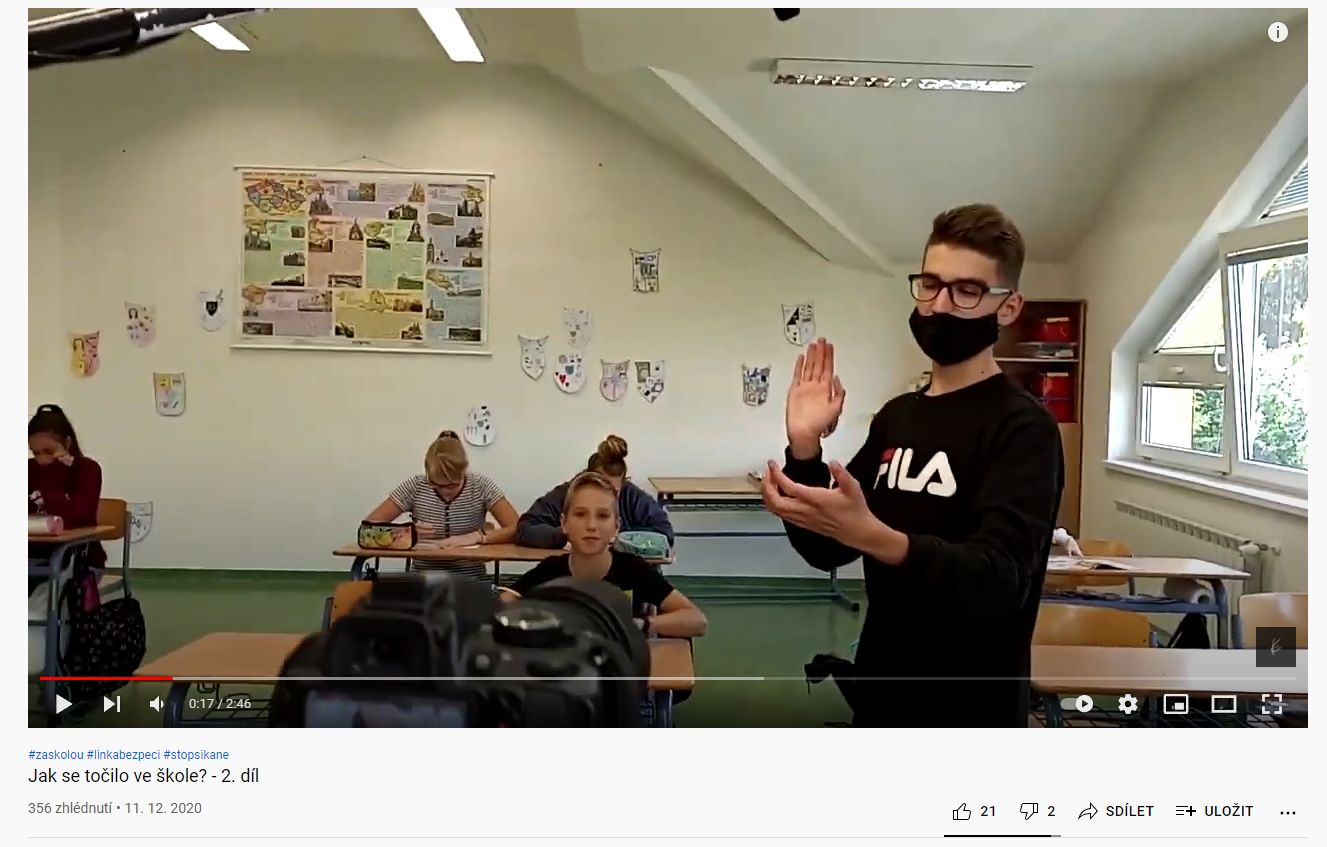 FILA
0:17 / 2:46
#zaskolou #linkabezpeci #stopsikane
Jak se točilo ve škole? - 2. díl
356 zhlédnutí • 11. 12. 2020
21
2
SDÍLET
ULOŽIT